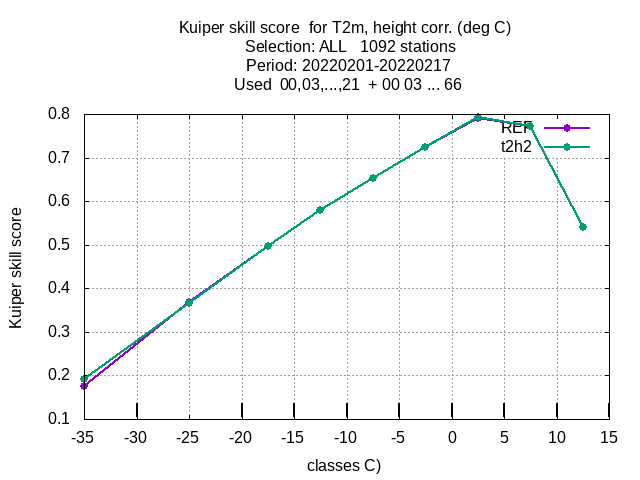 Kuiper skill score  for T2m, height corr. (deg C)
Selection: ALL   1092 stations
Period: 20220201-20220217
Used  00,03,...,21  + 00 03 ... 66
REF
t2h2
Kuiper skill score
0.8
0.7
0.6
0.5
0.4
0.3
0.2
0.1
-35 -30 -25 -20 -15 -10 -5 0 5 10 15
classes C)